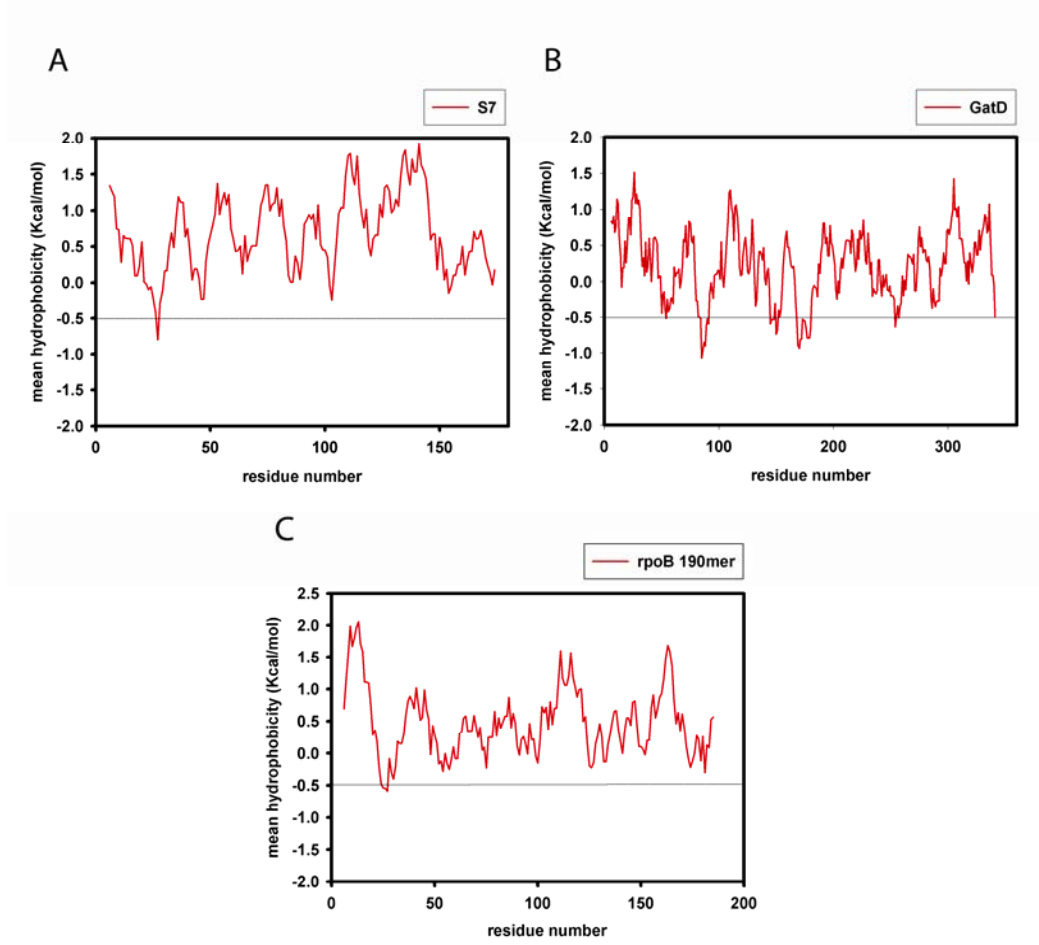 A
S7
mean hydrophobicity (Kcal/mol)
2.0
1.5
1.0
0.5
0.0
-0.5
-1.0
-1.5
-2.0
0 50 100 150
residue number
B
GatD
mean hydrophobicity (Kcal/mol)
2.0
1.5
1.0
0.5
0.0
-0.5
-1.0
-1.5
-2.0
0 100 200 300
residue number
C
rpoB 190mer
mean hydrophobicity (Kcal/mol)
2.5
2.0
1.5
1.0
0.5
0.0
-0.5
-1.0
-1.5
-2.0
0 50 100 150 200
residue number